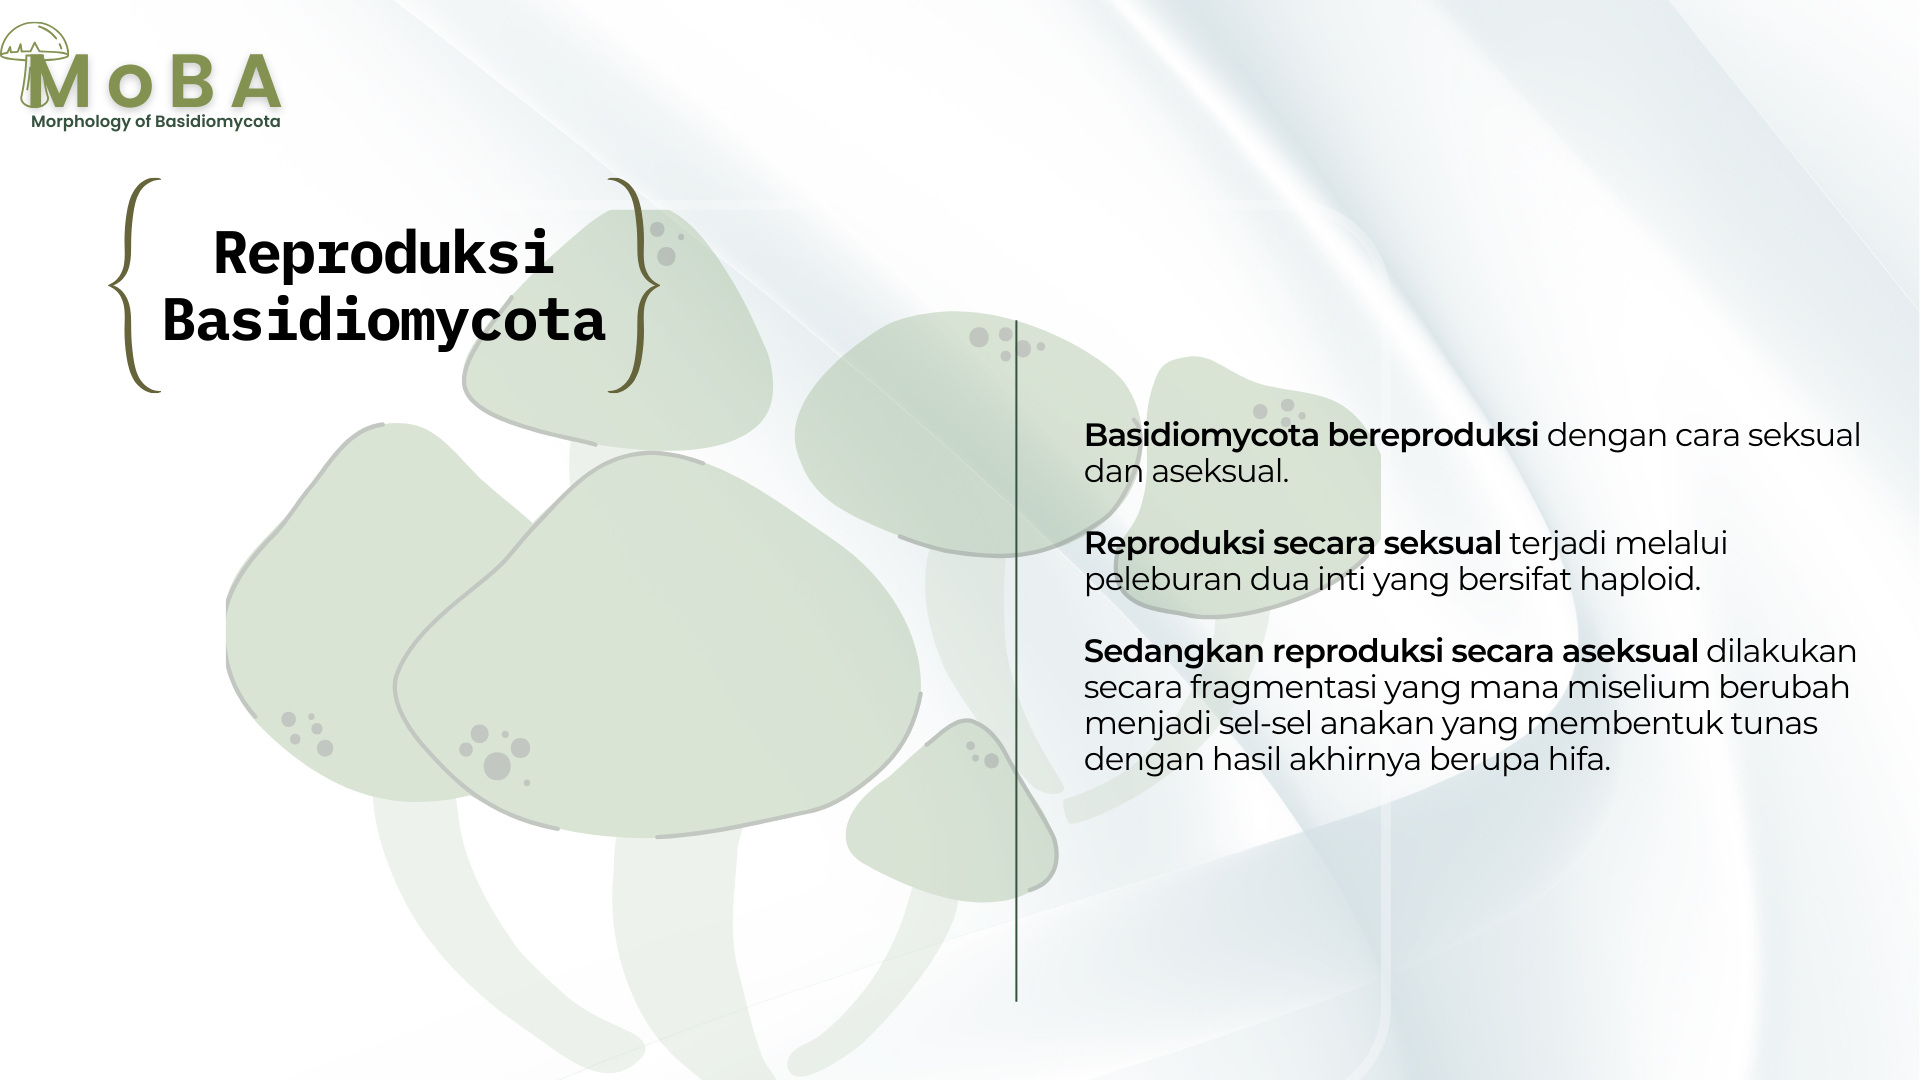 MoBA
Morphology of Basidiomycota
Reproduksi
Basidiomycota
Basidiomycota bereproduksi dengan cara seksual
dan aseksual.
Reproduksi secara seksual terjadi melalui
peleburan dua inti yang bersifat haploid.
Sedangkan reproduksi secara aseksual dilakukan
secara fragmentasi yang mana miselium berubah
menjadi sel-sel anakan yang membentuk tunas
dengan hasil akhirnya berupa hifa.